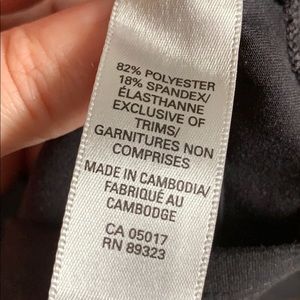 82% POLYESTER
18% SPANDEX/
ÉLASTHANNE
EXCLUSIVE OF
TRIMS/
GARNITURES NON
COMPRISES
MADE IN CAMBODIA/
FABRIQUÉ AU
CAMBODGE
CA 05017
RN 89323